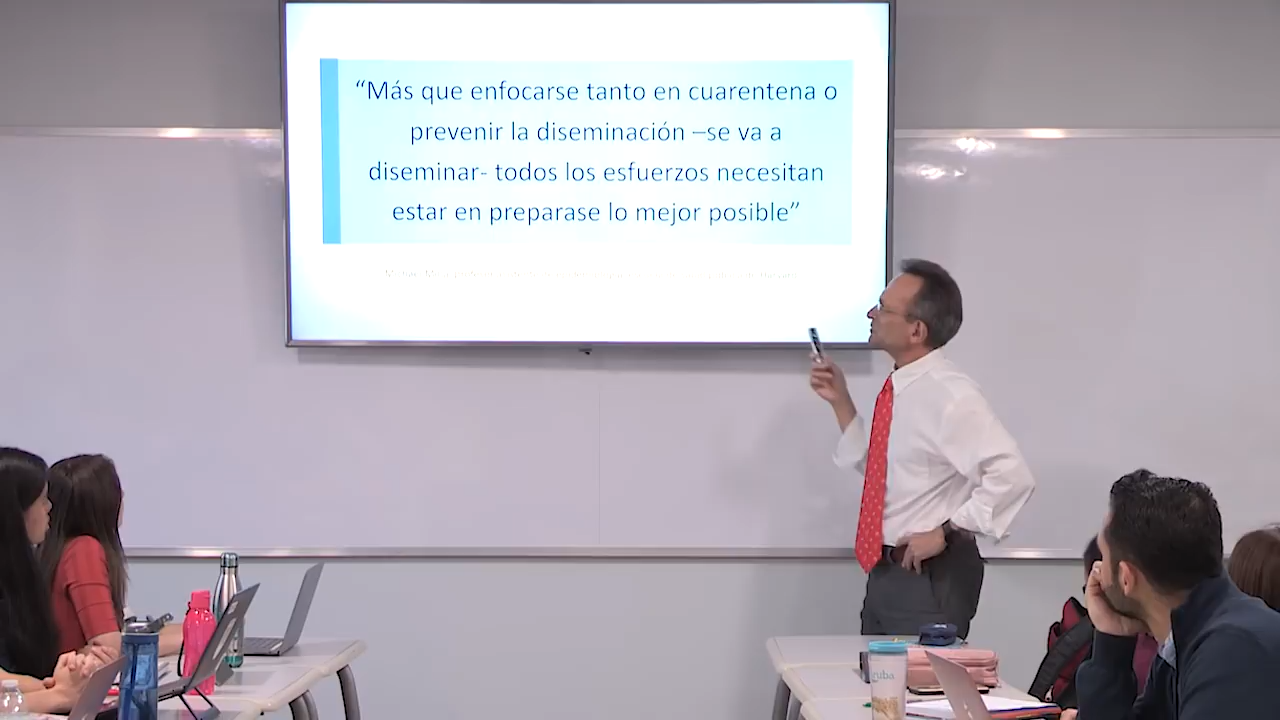 “Más que enfocarse tanto en cuarentena o
prevenir la diseminación –se va a
diseminar- todos los esfuerzos necesitan
estar en preparase lo mejor posible”